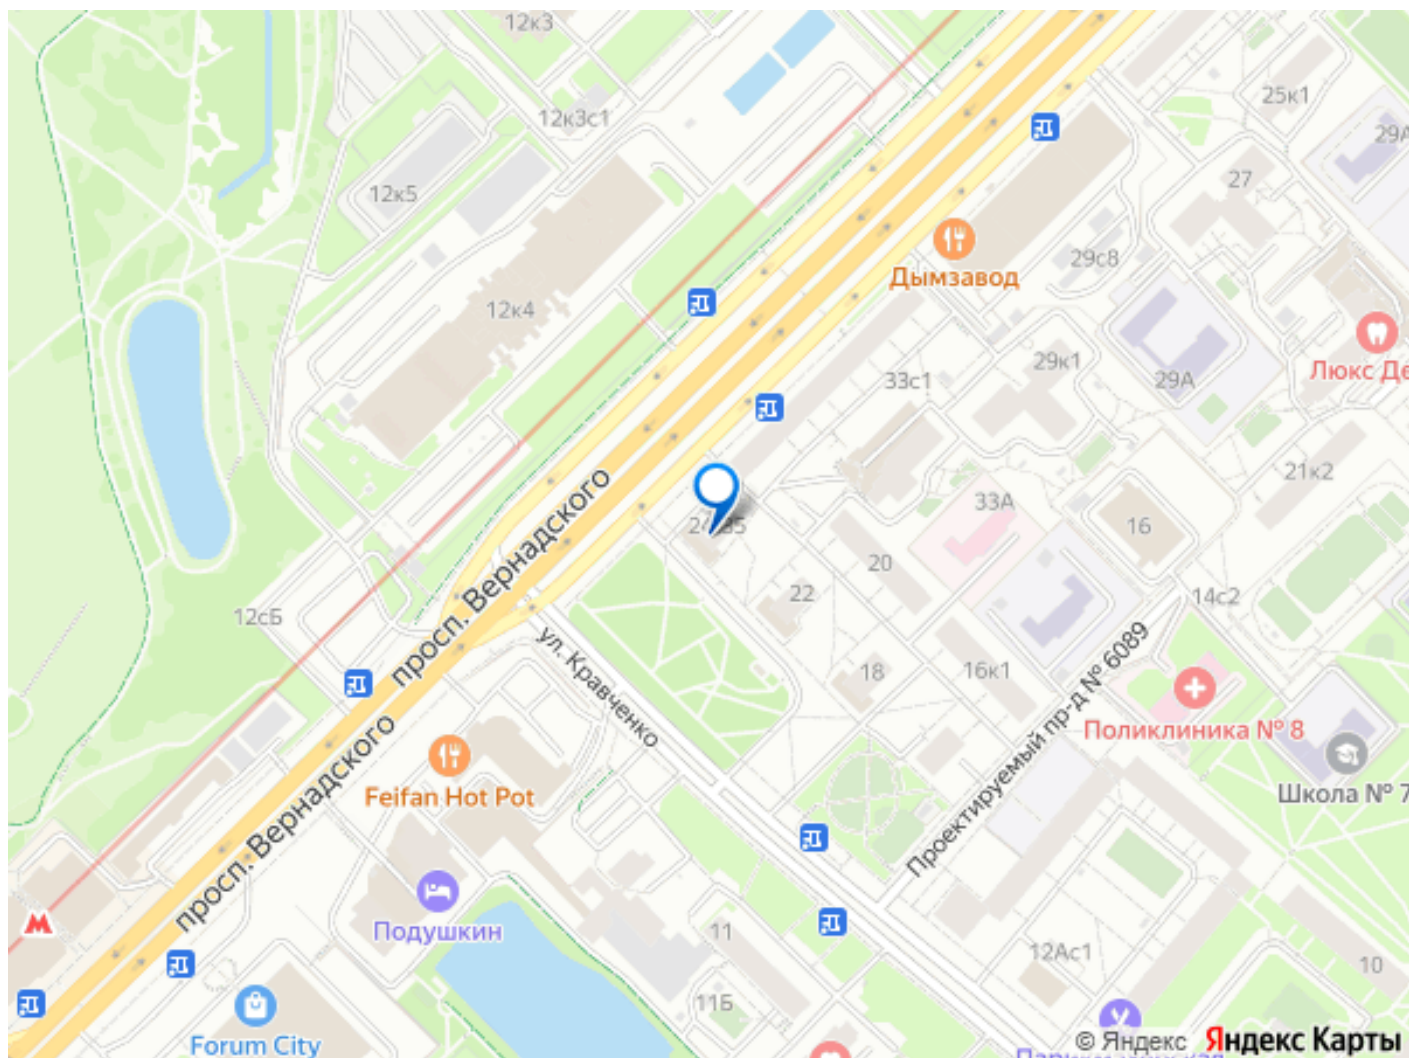 12к3
25к1
12к3с1
29А
12к5
27
Дымзавод
29с8
12к4
Люкс Де
33с1
29к1
29А
21к2
33А
16
20
22
14с2
12сБ
просп. Вернадского
ул. Кравченко
18
16к1
Проектируемый пр-д № 6089
Поликлиника № 8
Feifan Hot Pot
Школа № 7
просп. Вернадского
Подушкин
11
12Ас1
10
11Б
Forum City
© Яндекс Яндекс Карты